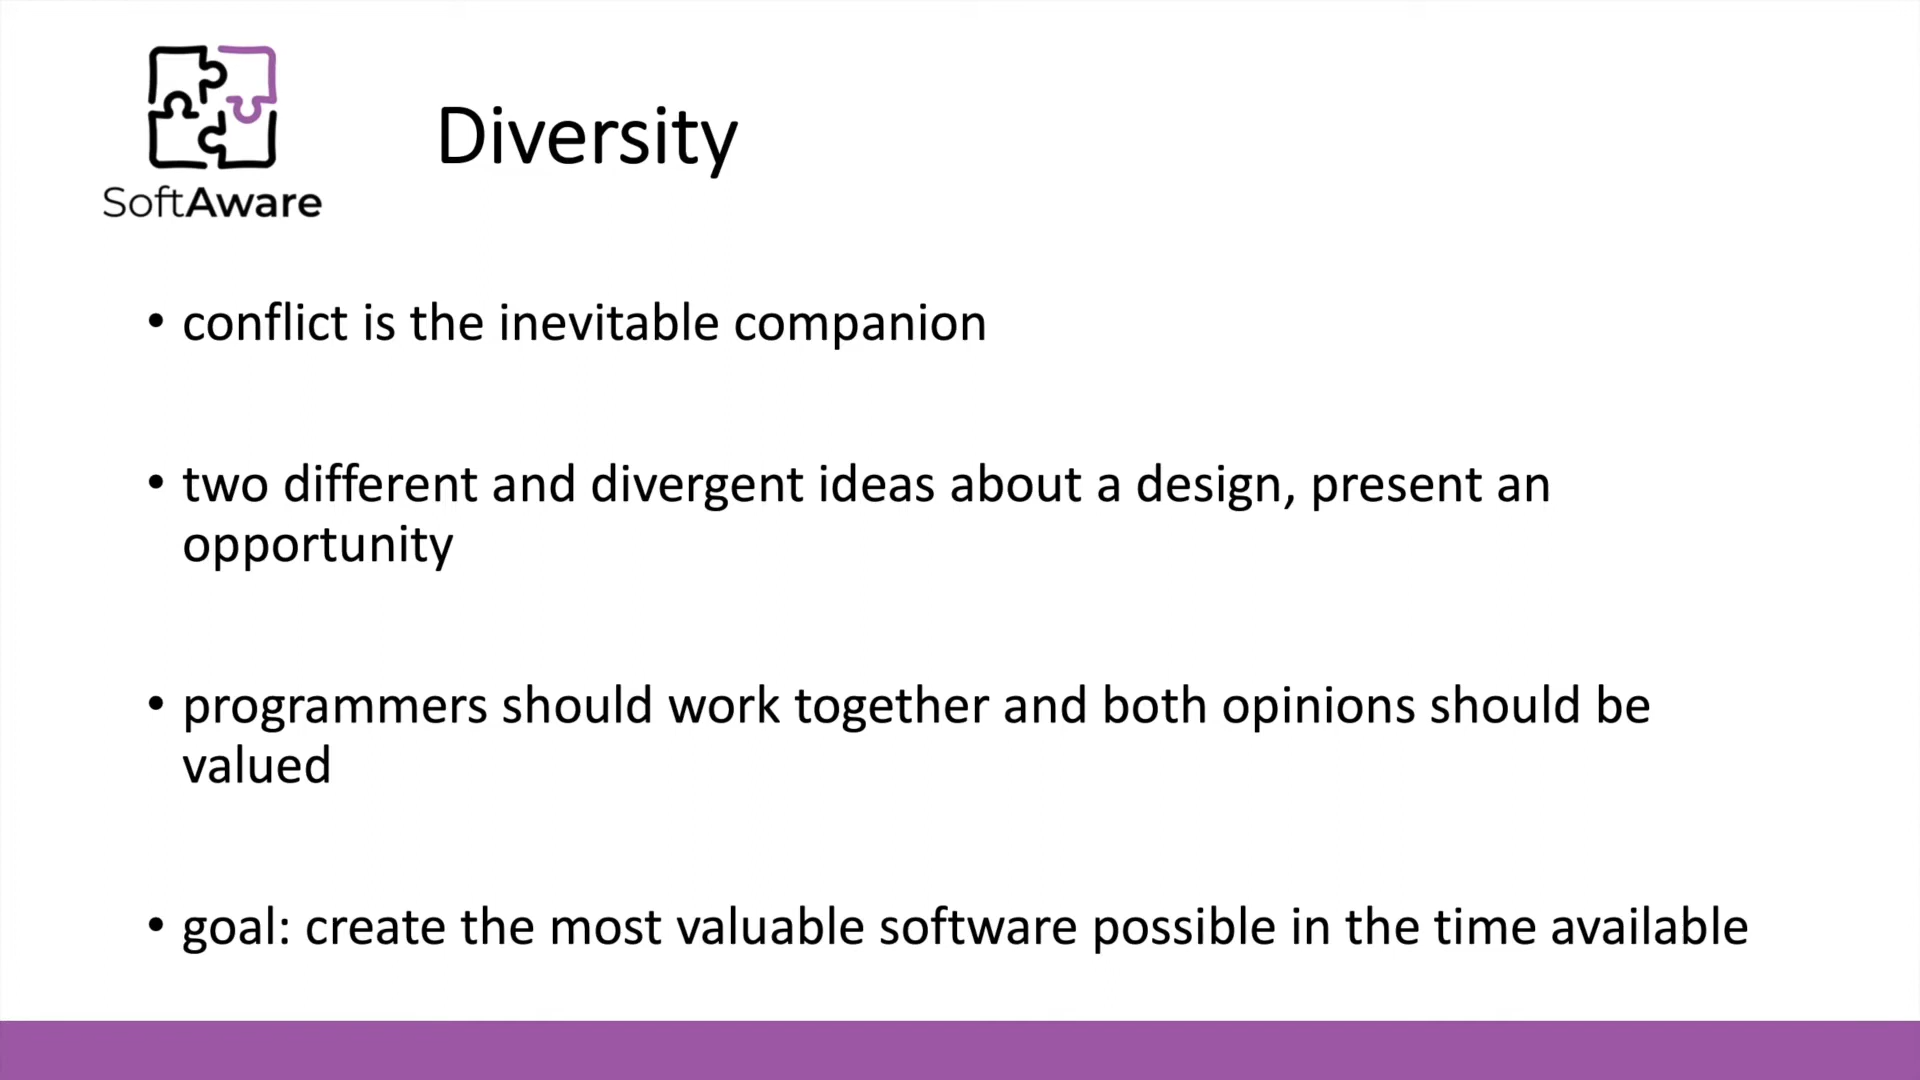 SoftAware
Diversity
• conflict is the inevitable companion
• two different and divergent ideas about a design, present an
opportunity
• programmers should work together and both opinions should be
valued
• goal: create the most valuable software possible in the time available